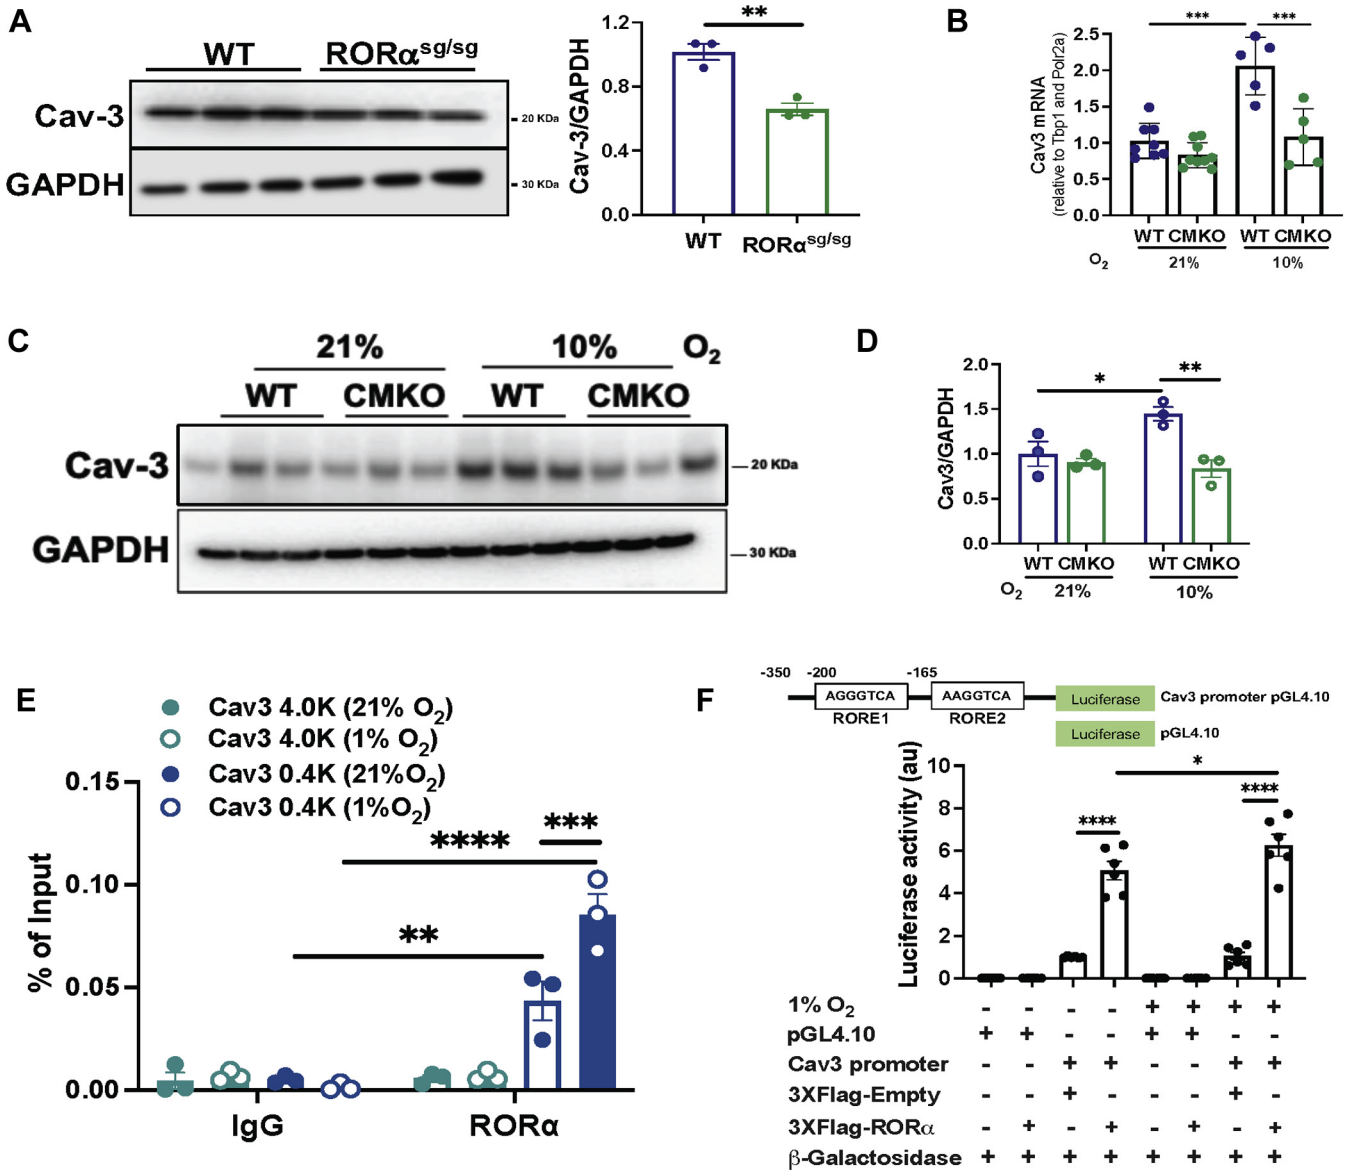 A
WT
RORα^sg/sg
Cav-3
GAPDH
20 KDa
30 KDa
Cav-3/GAPDH
1.2
0.8
0.4
0.0
**
WT
RORα^sg/sg
B
Cav3 mRNA
(relative to Tbp1 and Polr2a)
2.5
2.0
1.5
1.0
0.5
0.0
***
***
WT CMKO WT CMKO
O₂ 21% 10%
C
21% 10% O₂
WT CMKO WT CMKO
Cav-3
GAPDH
20 KDa
30 KDa
D
Cav3/GAPDH
2.0
1.5
1.0
0.5
0.0
*
**
WT CMKO WT CMKO
O₂ 21% 10%
E
Cav3 4.0K (21% O₂)
Cav3 4.0K (1% O₂)
Cav3 0.4K (21%O₂)
Cav3 0.4K (1%O₂)
% of Input
0.15
0.10
0.05
0.00
****
***
**
IgG
RORα
F
-350 -200 -165
AGGGTCA
AAGGTCA
Luciferase
Cav3 promoter pGL4.10
RORE1
RORE2
Luciferase
pGL4.10
Luciferase activity (au)
10
8
6
4
2
0
*
****
****
1% O₂ - - - - + + + +
pGL4.10 + + - - + + - -
Cav3 promoter - - + + - - + +
3XFlag-Empty - - + - - - + -
3XFlag-RORα - + - + - + - +
β-Galactosidase + + + + + + + +